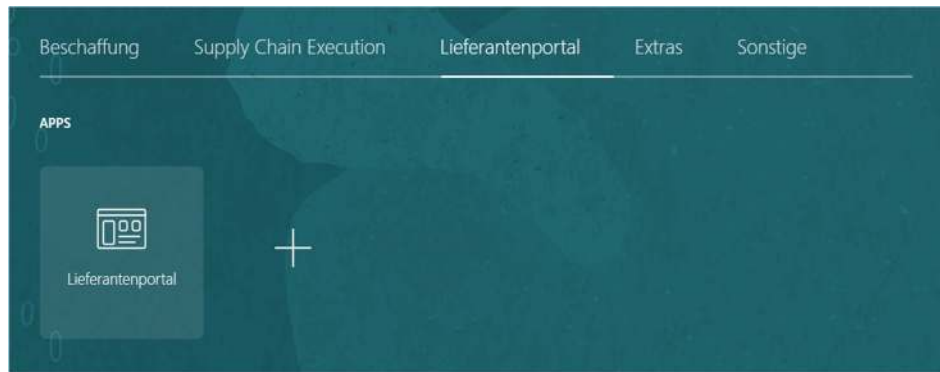 Beschaffung Supply Chain Execution Lieferantenportal Extras Sonstige
APPS
Lieferantenportal